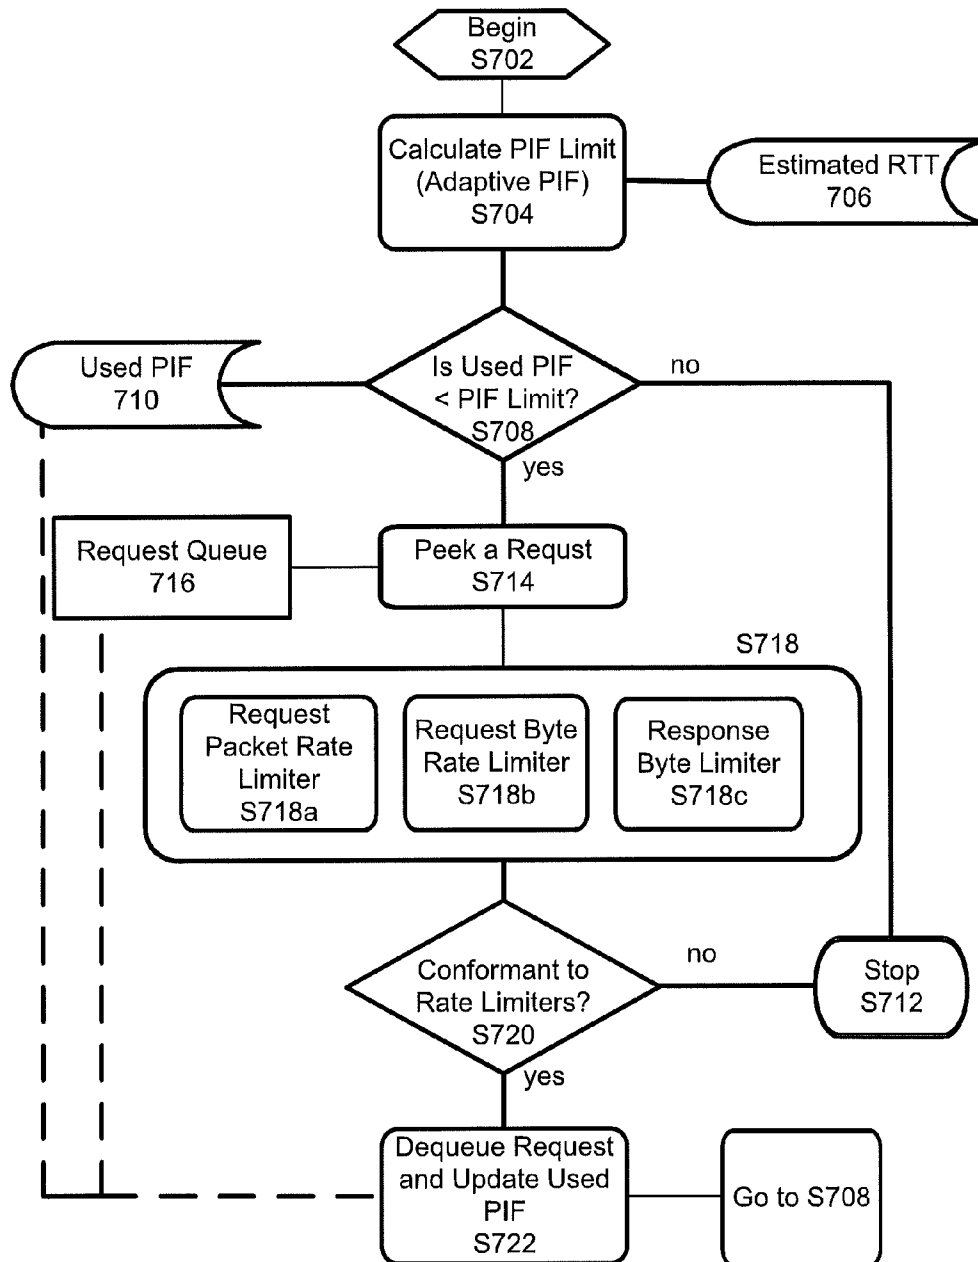 Begin
S702
Calculate PIF Limit
(Adaptive PIF)
S704
Estimated RTT
706
Used PIF
710
Is Used PIF
< PIF Limit?
S708
no
yes
Request Queue
716
Peek a Requst
S714
S718
Request
Packet Rate
Limiter
S718a
Request Byte
Rate Limiter
S718b
Response
Byte Limiter
S718c
Conformant to
Rate Limiters?
S720
no
Stop
S712
yes
Dequeue Request
and Update Used
PIF
S722
Go to S708